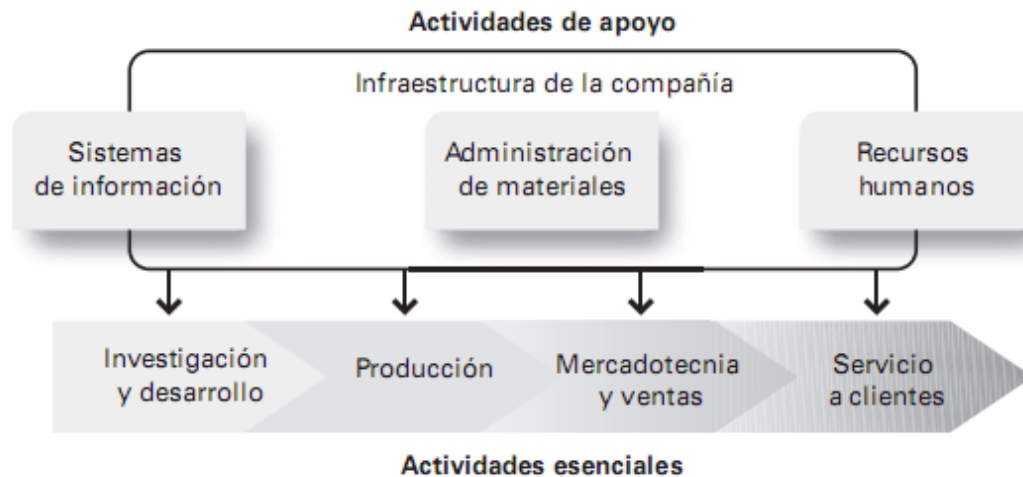 Actividades de apoyo
Infraestructura de la compañía
Sistemas
de información
Administración
de materiales
Recursos
humanos
Investigación
y desarrollo
Producción
Mercadotecnia
y ventas
Servicio
a clientes
Actividades esenciales